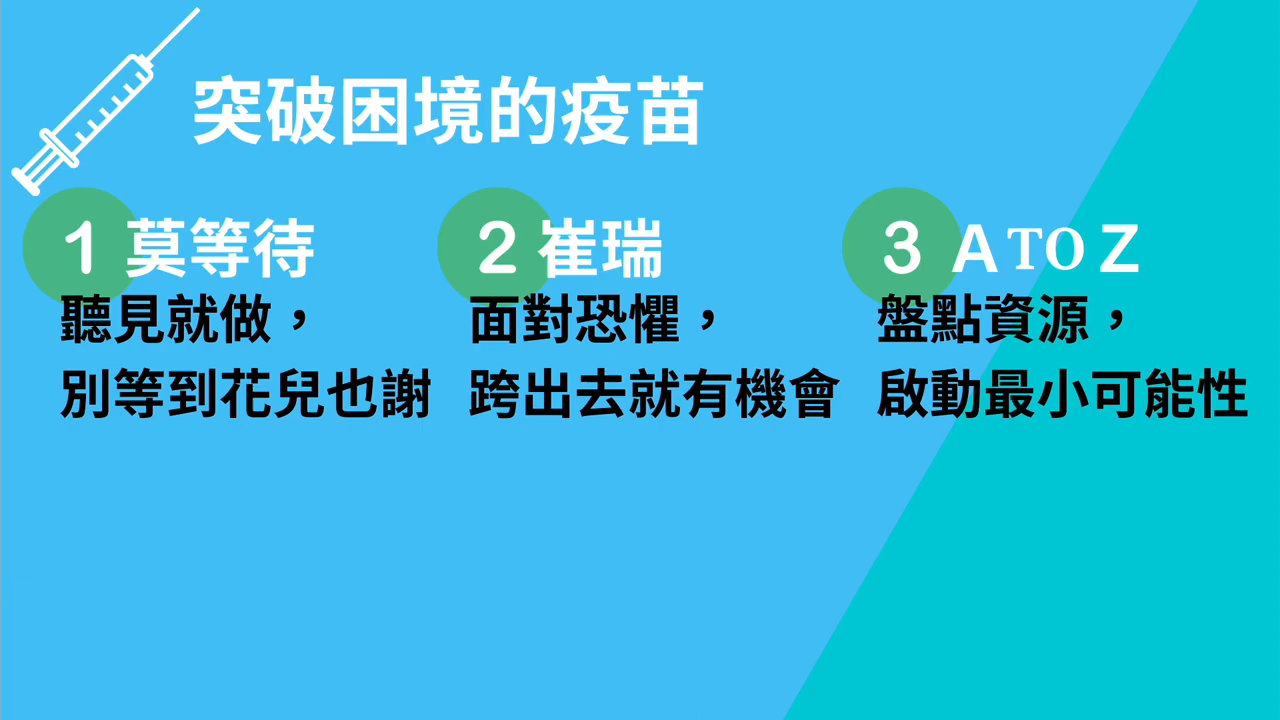 突破困境的疫苗
1 莫等待
聽見就做，
別等到花兒也謝
2 崔瑞
面對恐懼，
跨出去就有機會
3 A TO Z
盤點資源，
啟動最小可能性